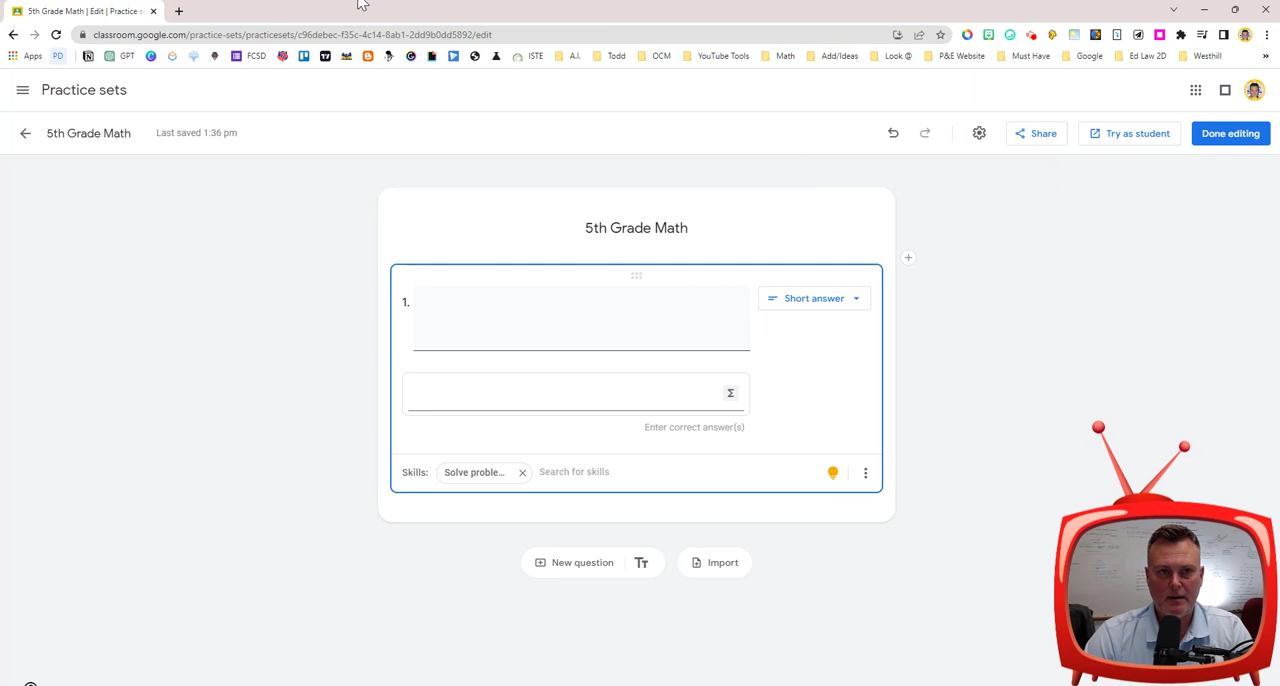 5th Grade Math | Edit | Practice s
classroom.google.com/practice-sets/practicesets/c96debec-f35c-4c14-8ab1-2dd9b0dd5892/edit
Apps PD GPT FCSD ISTE A.I. Todd OCM YouTube Tools Math Add/Ideas Look @ P&E Website Must Have Google Ed Law 2D Westhill »
Practice sets
5th Grade Math Last saved 1:36 pm Share Try as student Done editing
5th Grade Math
1. Short answer
Σ
Enter correct answer(s)
Skills: Solve proble... Search for skills
New question Tт Import